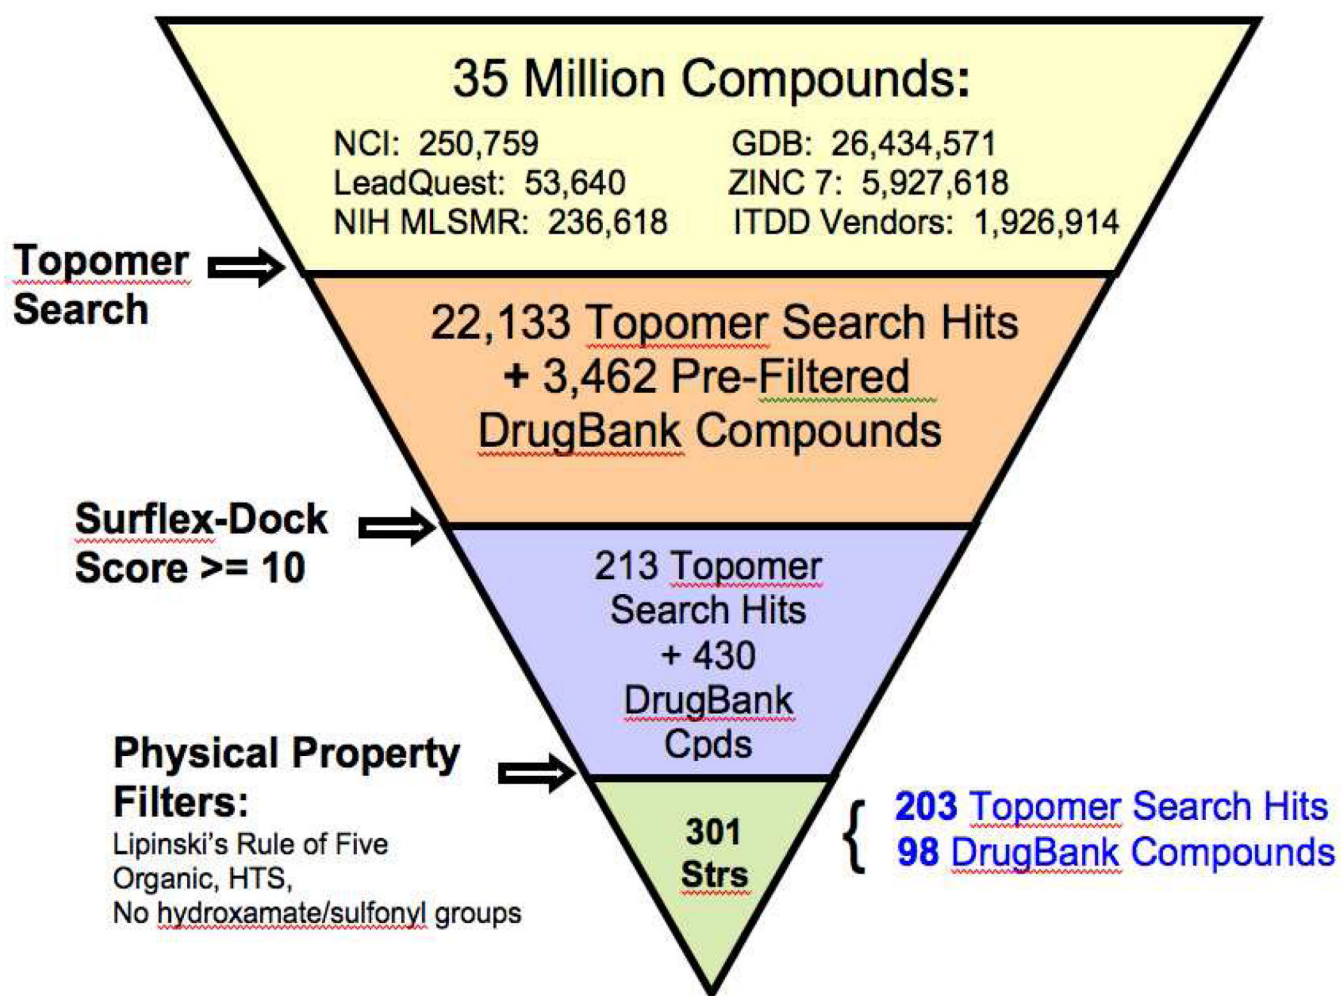 35 Million Compounds:
NCI: 250,759
GDB: 26,434,571
LeadQuest: 53,640
ZINC 7: 5,927,618
NIH MLSMR: 236,618
ITDD Vendors: 1,926,914
Topomer
Search
22,133 Topomer Search Hits
+ 3,462 Pre-Filtered
DrugBank Compounds
Surflex-Dock
Score >= 10
213 Topomer
Search Hits
+ 430
DrugBank
Cpds
Physical Property
Filters:
Lipinski's Rule of Five
Organic, HTS,
No hydroxamate/sulfonyl groups
301
Strs
{
203 Topomer Search Hits
98 DrugBank Compounds